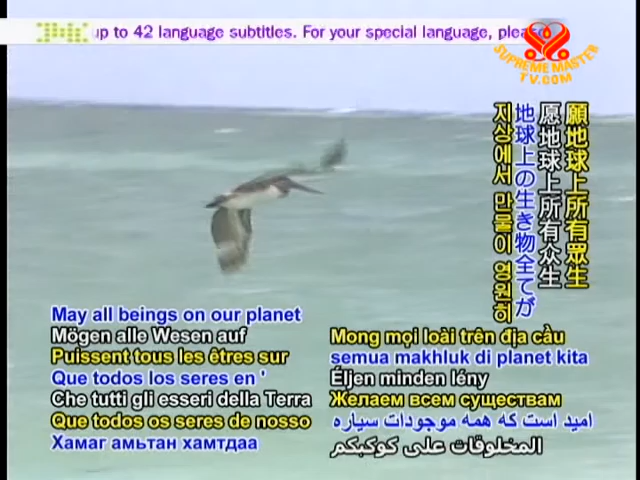 up to 42 language subtitles. For your special language, please
SUPREME MASTER
TV.COM
願地球上所有眾生
愿地球上所有众生
地球上の生き物全てが
지상에서 만물이 영원히
May all beings on our planet
Mögen alle Wesen auf
Puissent tous les êtres sur
Que todos los seres en '
Che tutti gli esseri della Terra
Que todos os seres de nosso
Хамаг амьтан хамтдаа
Mong mọi loài trên địa cầu
semua makhluk di planet kita
Éljen minden lény
Желаем всем существам
امید است که همه موجودات سیاره
المخلوقات على كوكبكم